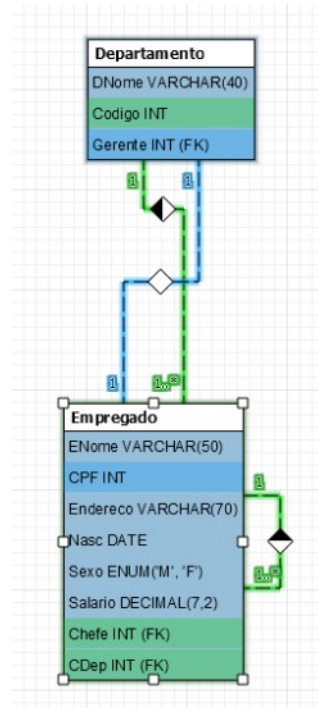 Departamento
DNome VARCHAR(40)
Codigo INT
Gerente INT (FK)
1
1
1
1..*
Empregado
ENome VARCHAR(50)
CPF INT
Endereco VARCHAR(70)
Nasc DATE
Sexo ENUM('M', 'F')
Salario DECIMAL(7,2)
Chefe INT (FK)
CDep INT (FK)
1
1..*